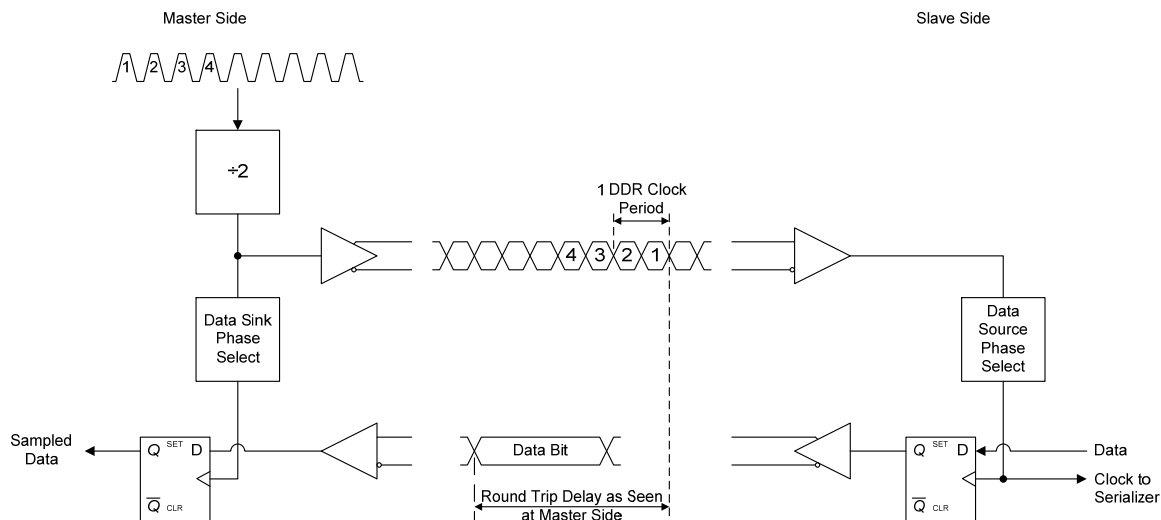 Master Side
Slave Side
1 2 3 4
÷2
1 DDR Clock
Period
4 3 2 1
Data Sink
Phase
Select
Data
Source
Phase
Select
Sampled
Data
Q SET D
Q CLR
Data Bit
Q SET D
Q CLR
Data
Clock to
Serializer
Round Trip Delay as Seen
at Master Side